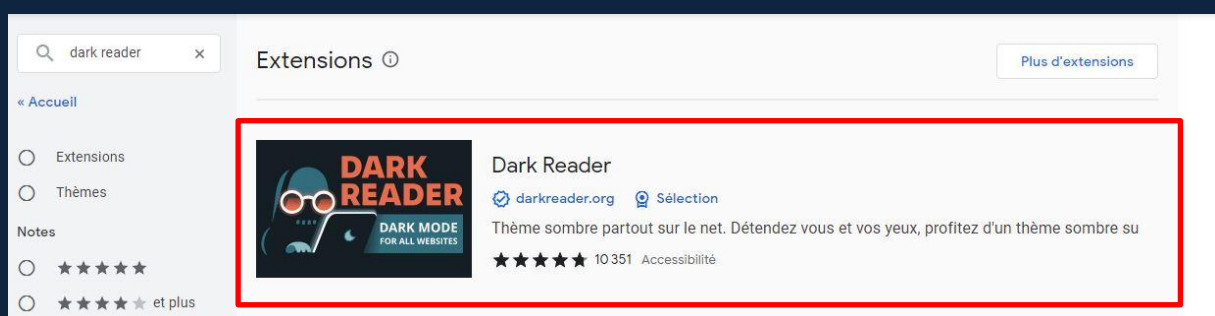 dark reader ×
« Accueil
Extensions
Thèmes
Notes
et plus
Extensions
Plus d'extensions
DARK
READER
DARK MODE
FOR ALL WEBSITES
Dark Reader
darkreader.org Sélection
Thème sombre partout sur le net. Détendez vous et vos yeux, profitez d'un thème sombre su
10 351 Accessibilité